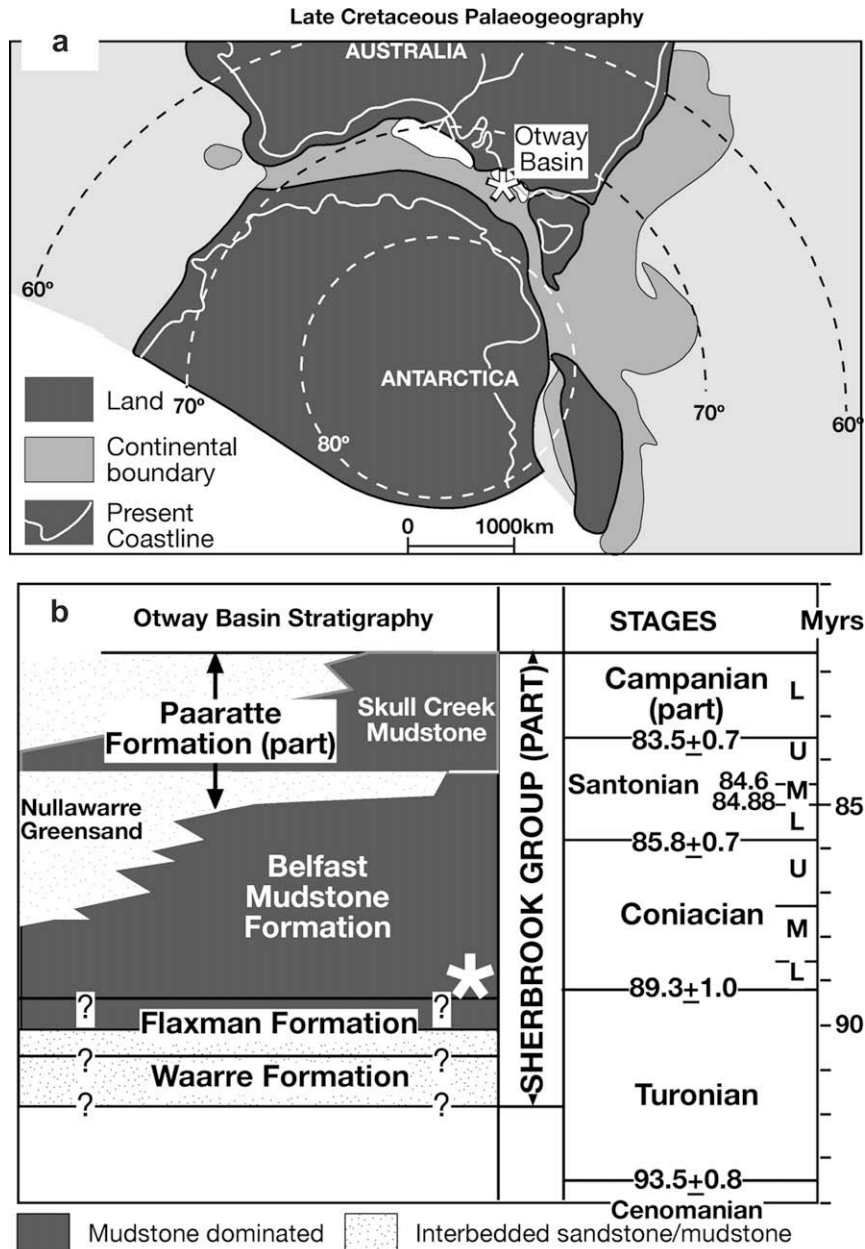 Late Cretaceous Palaeogeography
a
AUSTRALIA
Otway
Basin
60º
70º
80º
ANTARCTICA
70º
60º
Land
Continental
boundary
Present
Coastline
0 1000km
b
Otway Basin Stratigraphy
STAGES
Myrs
Paaratte
Formation (part)
Skull Creek
Mudstone
Nullawarre
Greensand
Belfast
Mudstone
Formation
? ?
Flaxman Formation
? ?
Waarre Formation
? ?
SHERBROOK GROUP (PART)
Campanian
(part)
L
83.5±0.7
U
Santonian
84.6
M
84.88
85
L
85.8±0.7
U
Coniacian
M
L
89.3±1.0
90
Turonian
93.5±0.8
Cenomanian
Mudstone dominated
Interbedded sandstone/mudstone